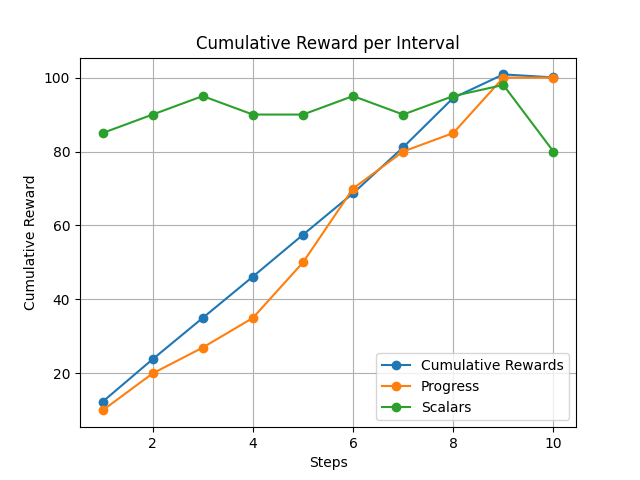 Cumulative Reward per Interval
100
80
60
40
20
Cumulative Reward
2
4
6
8
10
Steps
Cumulative Rewards
Progress
Scalars